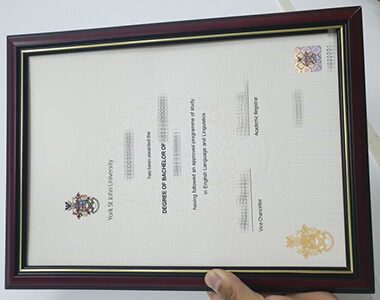 York St John University
has been awarded the
DEGREE OF BACHELOR OF
having followed an approved programme of study
in English Language and Linguistics
Vice Chancellor
Academic Registrar